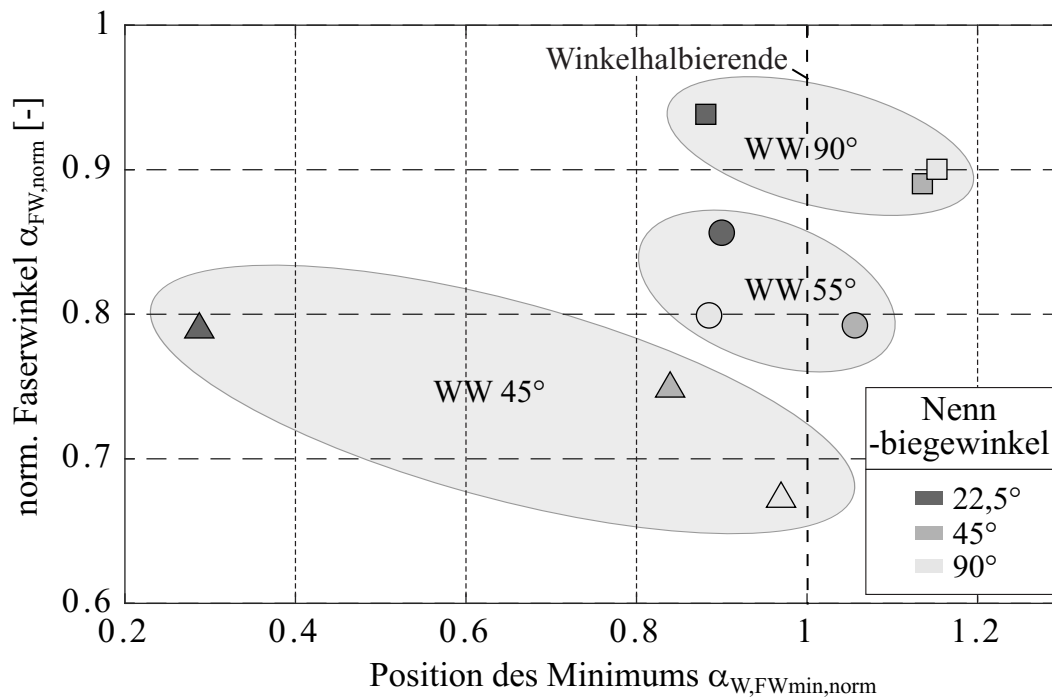 norm. Faserwinkel α_FW,norm [-]
1
0.9
0.8
0.7
0.6
Winkelhalbierende
WW 90°
WW 55°
WW 45°
Nenn
-biegewinkel
22,5°
45°
90°
0.2 0.4 0.6 0.8 1 1.2
Position des Minimums α_W,FWmin,norm